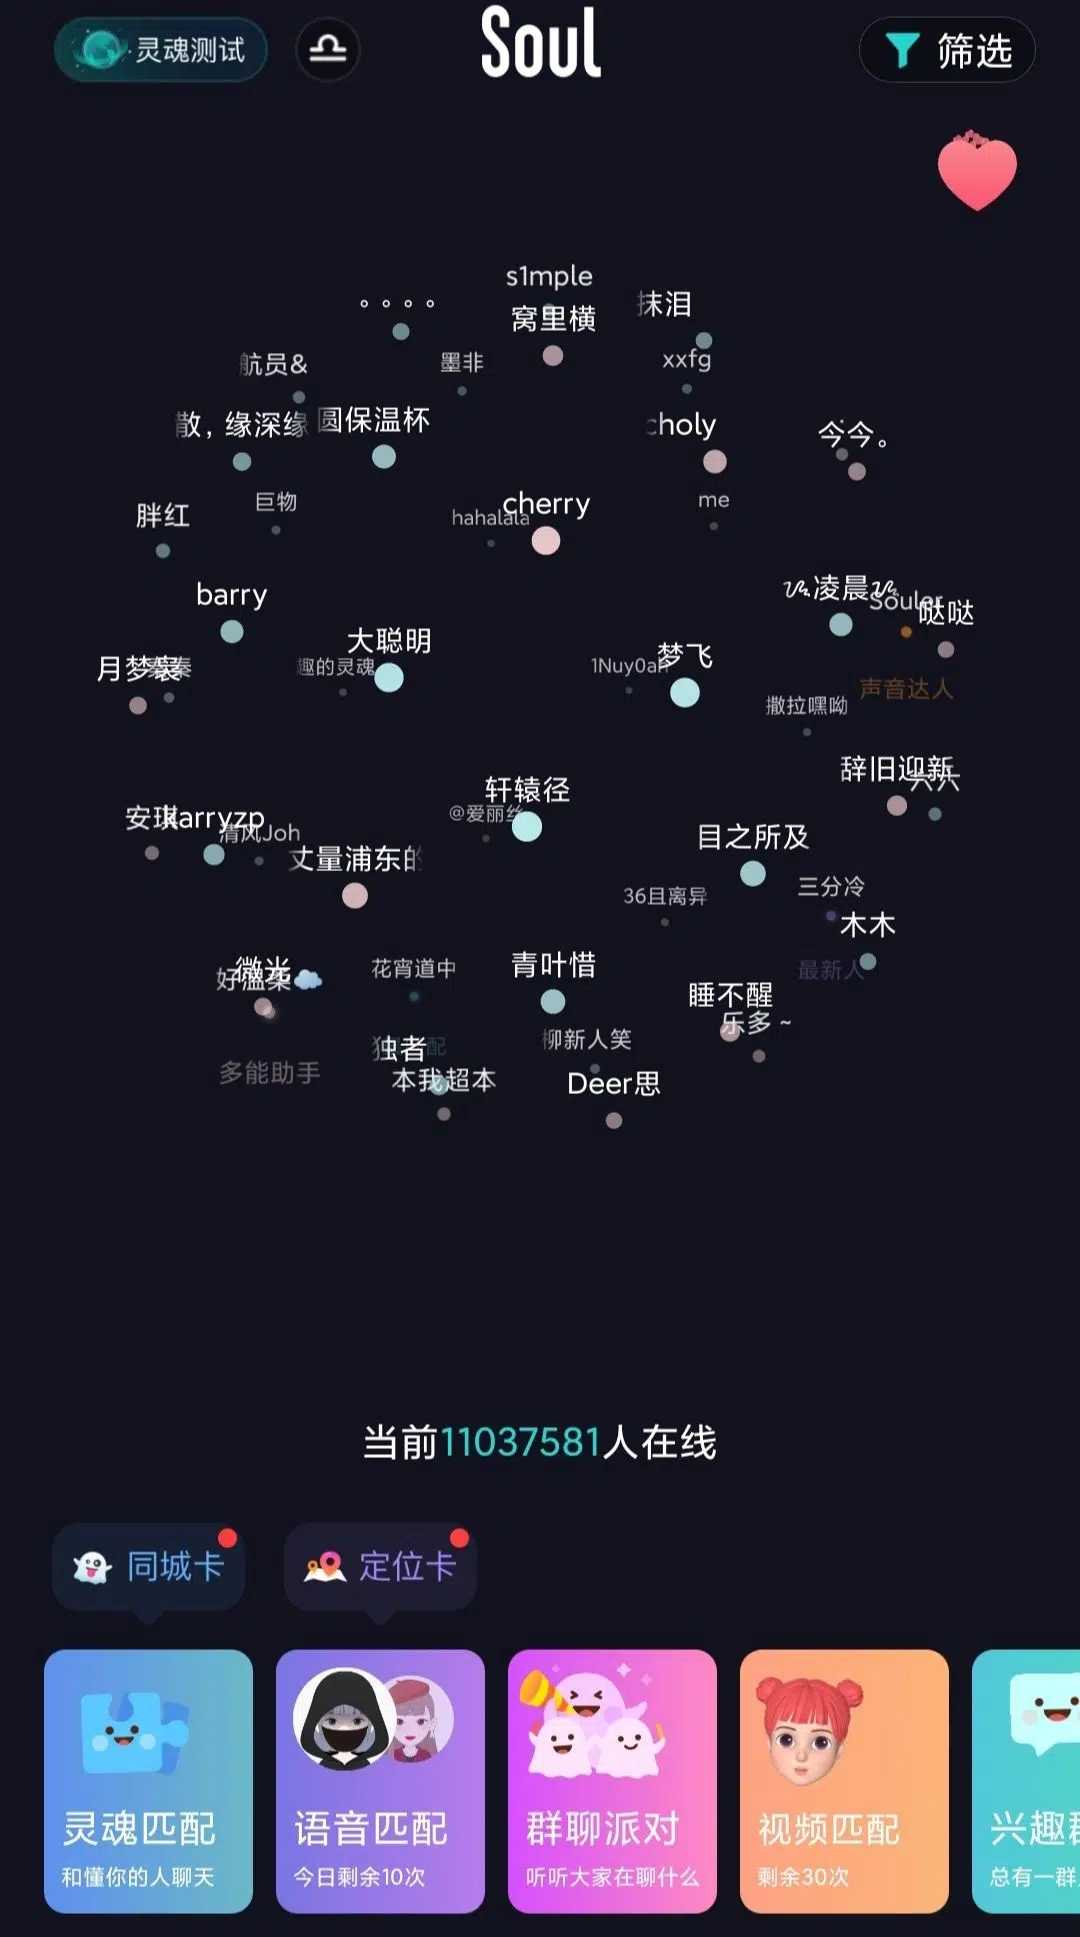 灵魂测试
Soul
筛选
s1mple
。。。。
窝里横
抹泪
航员&
墨非
xxfg
散，缘深缘
圆保温杯
choly
今今。
巨物
me
cherry
hahalala
胖红
barry
凌晨
Souler
哒哒
大聪明
趣的灵魂
1Nuy0ah
梦飞
月梦裳
声音达人
撒拉嘿呦
辞旧迎新
六六
轩辕径
@爱丽丝
安琪
karryzp
清风Joh
丈量浦东的
目之所及
36且离异
三分冷
木木
微光
好温柔☁️
花宵道中
青叶惜
最新人
睡不醒
乐多 ~
柳新人笑
独者
配
多能助手
本我超本
Deer思
当前11037581人在线
同城卡
定位卡
灵魂匹配
和懂你的人聊天
语音匹配
今日剩余10次
群聊派对
听听大家在聊什么
视频匹配
剩余30次
兴趣群
总有一群